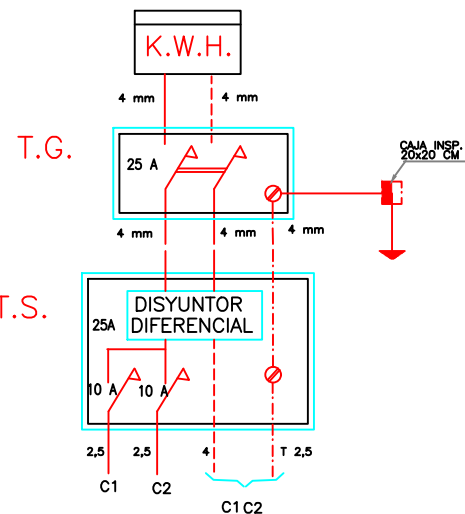 K.W.H.
4 mm
4 mm
T.G.
25 A
CAJA INSP.
20x20 CM
4 mm
4 mm
4 mm
T.S.
25A
DISYUNTOR
DIFERENCIAL
10 A
10 A
2,5
2,5
4
T 2,5
C1
C2
C1 C2